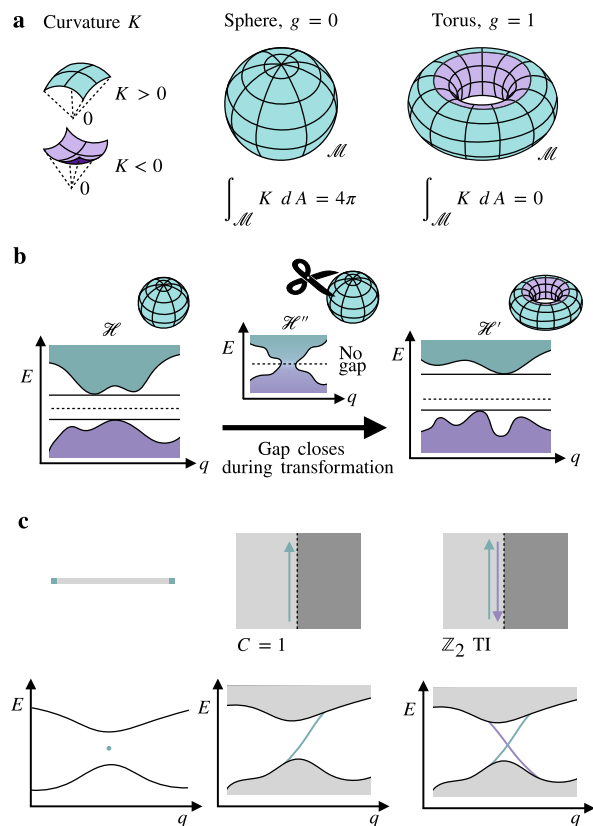 a
Curvature K
Sphere, g = 0
Torus, g = 1
K > 0
0
K < 0
0
ℳ
ℳ
∫ℳ K dA = 4π
∫ℳ K dA = 0
b
ℋ
ℋ″
ℋ′
E
E
No
gap
E
q
q
q
Gap closes
during transformation
c
C = 1
ℤ₂ TI
E
E
E
q
q
q